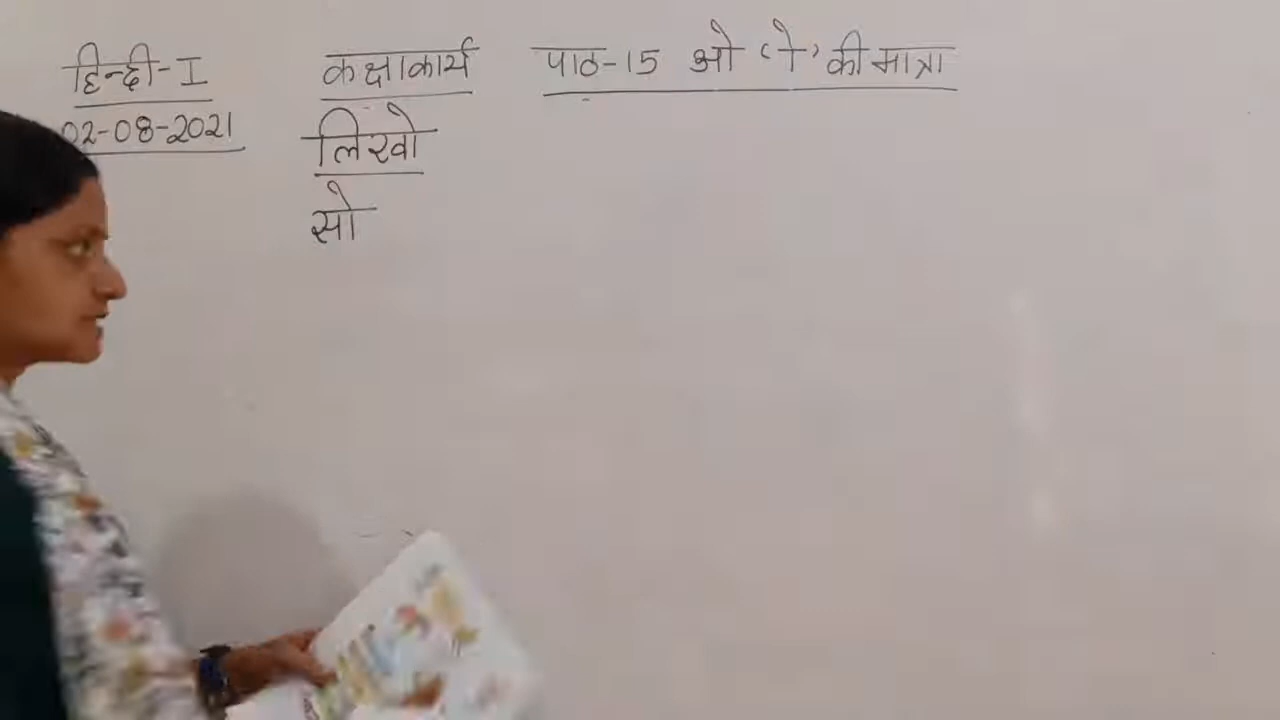 हिन्दी-I कक्षाकार्य पाठ-15 ओ 'ो' की मात्रा
02-08-2021 लिखो
सो